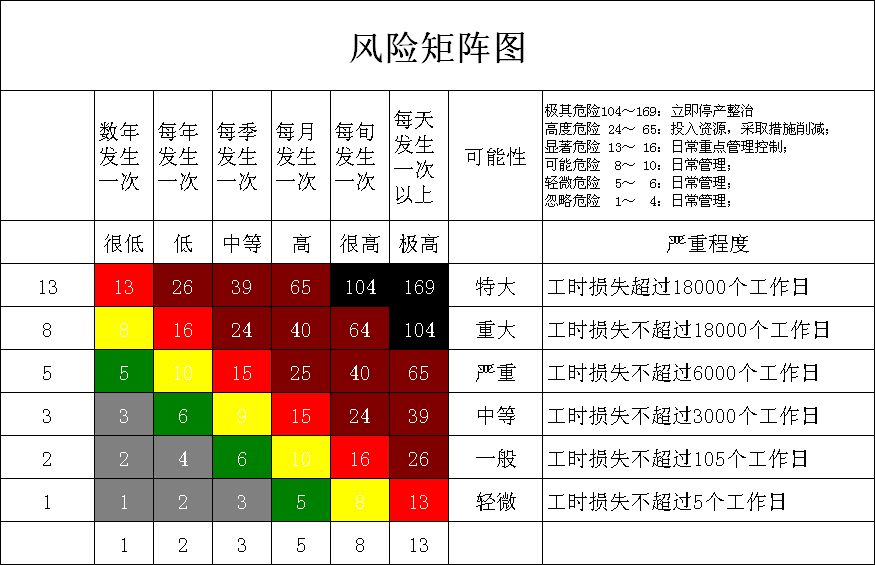 风险矩阵图
数年发生一次 每年发生一次 每季发生一次 每月发生一次 每旬发生一次 每天发生一次以上 可能性
极其危险104~169：立即停产整治
高度危险 24~ 65：投入资源，采取措施削减；
显著危险 13~ 16：日常重点管理控制；
可能危险 8~ 10：日常管理；
轻微危险 5~ 6：日常管理；
忽略危险 1~ 4：日常管理；
很低 低 中等 高 很高 极高 严重程度
13 13 26 39 65 104 169 特大 工时损失超过18000个工作日
8 8 16 24 40 64 104 重大 工时损失不超过18000个工作日
5 5 10 15 25 40 65 严重 工时损失不超过6000个工作日
3 3 6 9 15 24 39 中等 工时损失不超过3000个工作日
2 2 4 6 10 16 26 一般 工时损失不超过105个工作日
1 1 2 3 5 8 13 轻微 工时损失不超过5个工作日
1 2 3 5 8 13